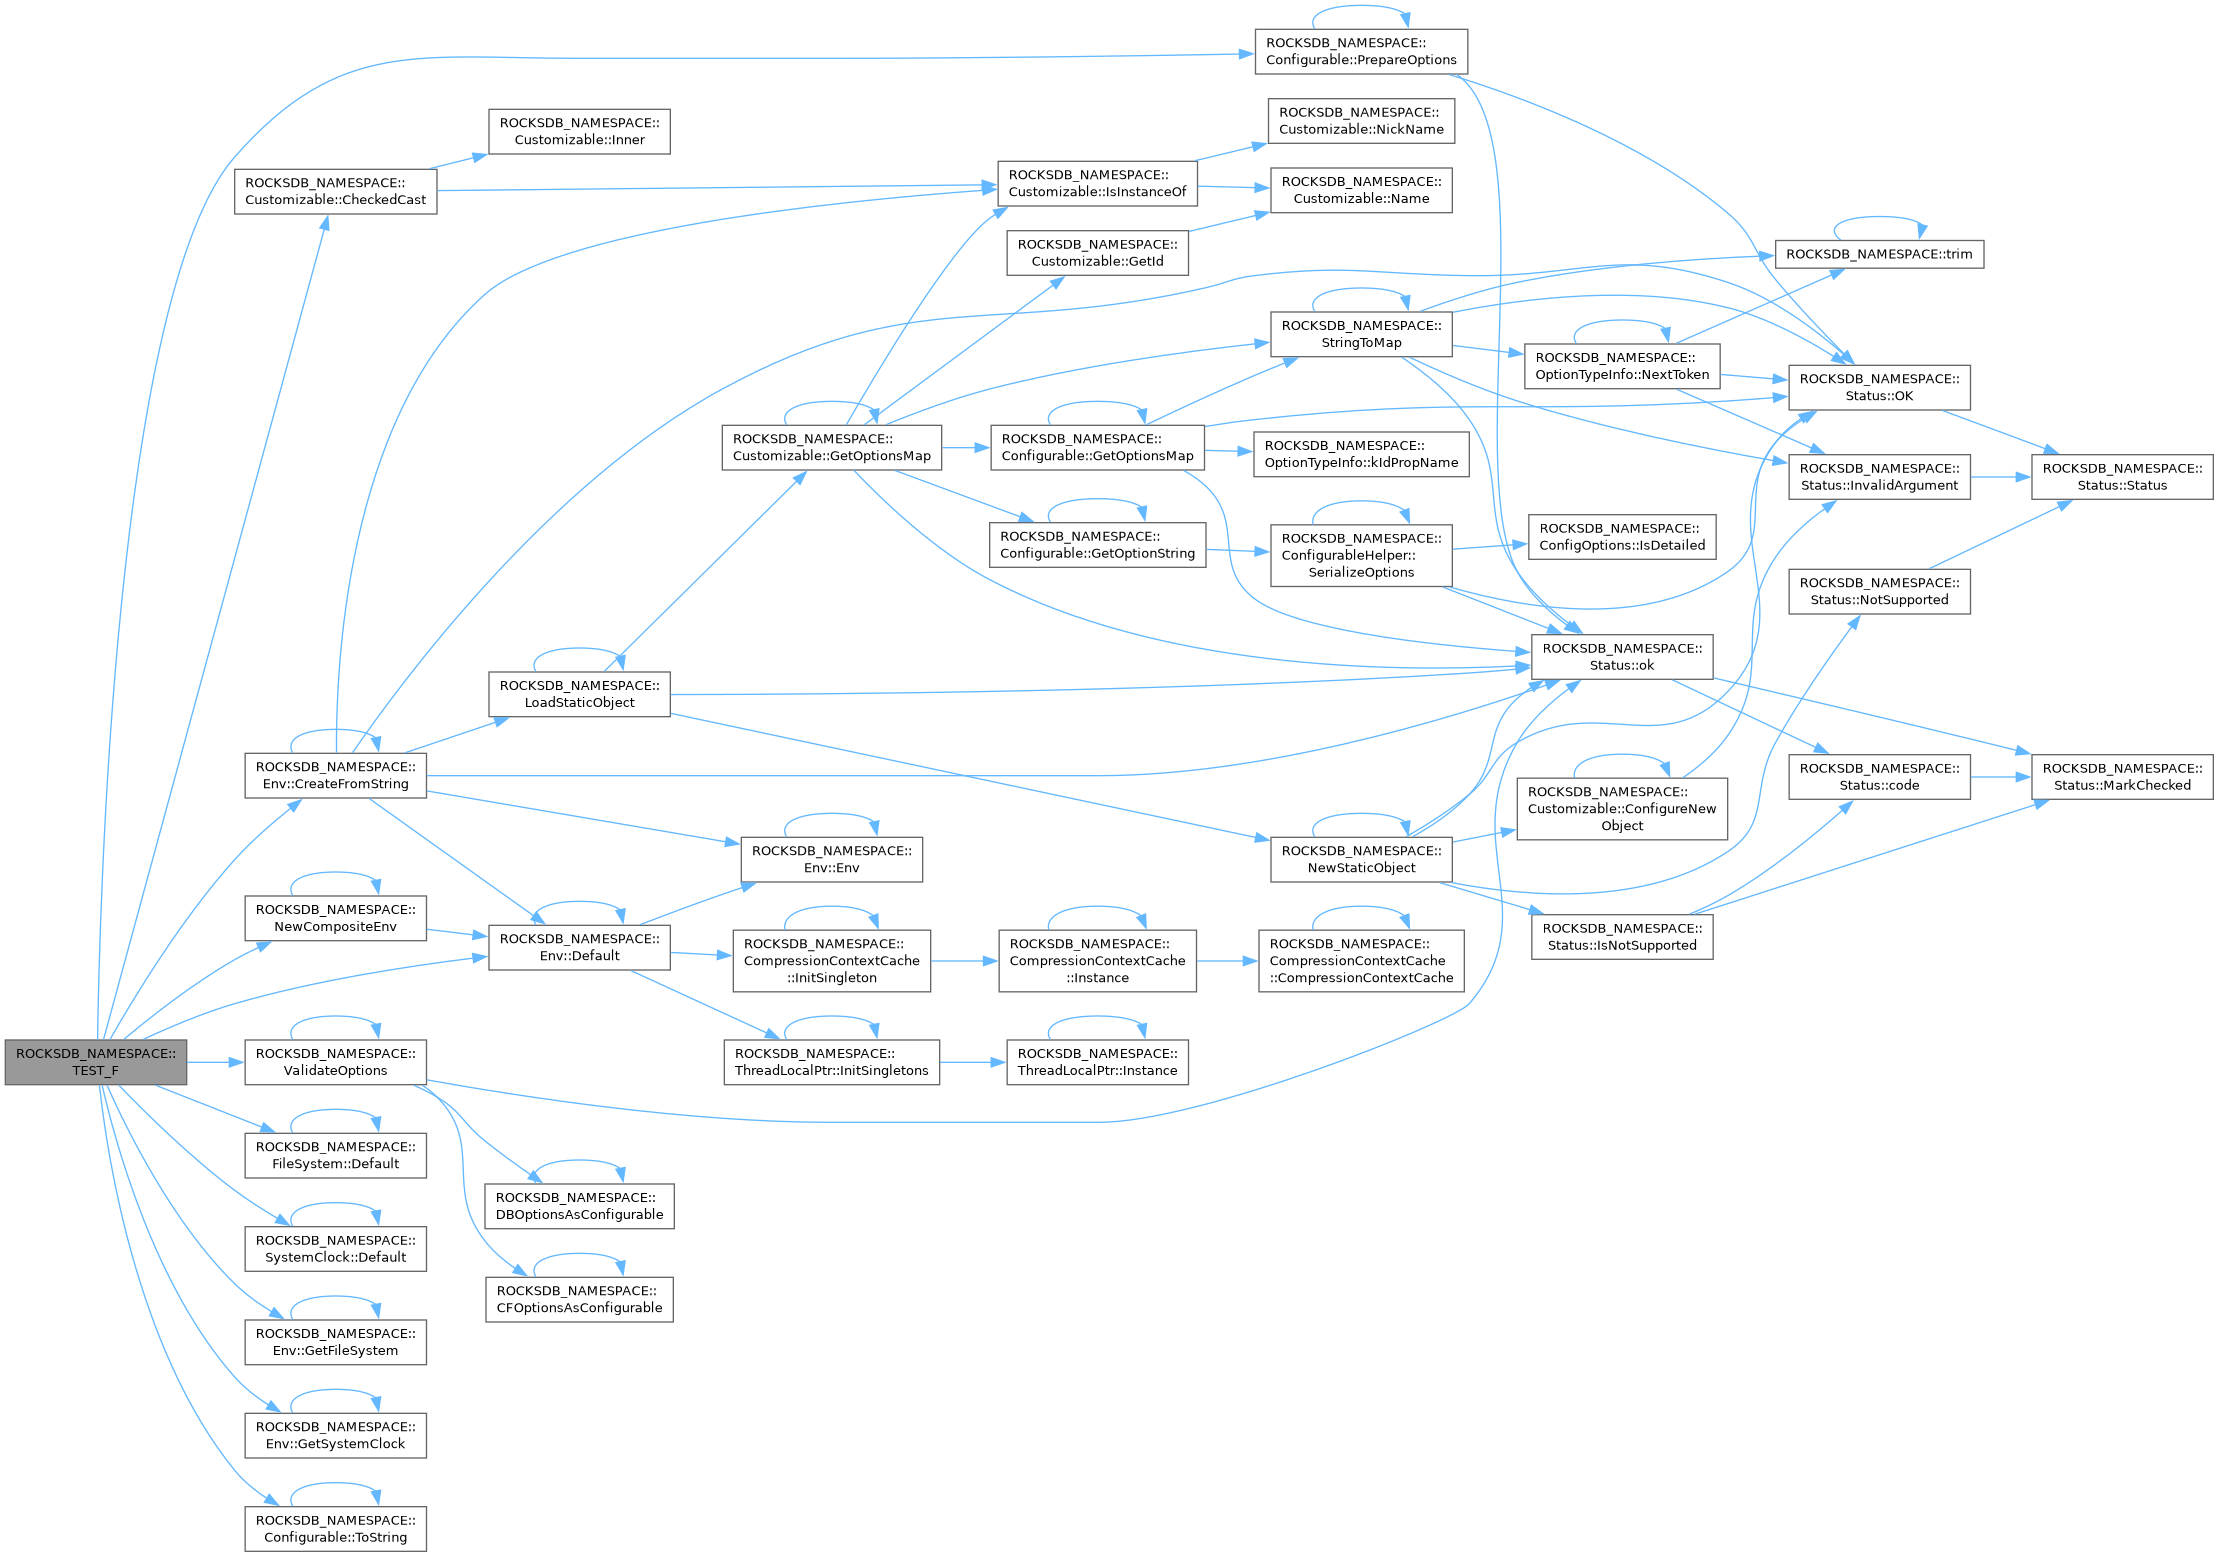 ROCKSDB_NAMESPACE::
TEST_F
ROCKSDB_NAMESPACE::
Customizable::CheckedCast
ROCKSDB_NAMESPACE::
Env::CreateFromString
ROCKSDB_NAMESPACE::
NewCompositeEnv
ROCKSDB_NAMESPACE::
ValidateOptions
ROCKSDB_NAMESPACE::
FileSystem::Default
ROCKSDB_NAMESPACE::
SystemClock::Default
ROCKSDB_NAMESPACE::
Env::GetFileSystem
ROCKSDB_NAMESPACE::
Env::GetSystemClock
ROCKSDB_NAMESPACE::
Configurable::ToString
ROCKSDB_NAMESPACE::
Customizable::Inner
ROCKSDB_NAMESPACE::
LoadStaticObject
ROCKSDB_NAMESPACE::
Env::Default
ROCKSDB_NAMESPACE::
DBOptionsAsConfigurable
ROCKSDB_NAMESPACE::
CFOptionsAsConfigurable
ROCKSDB_NAMESPACE::
Customizable::GetOptionsMap
ROCKSDB_NAMESPACE::
Env::Env
ROCKSDB_NAMESPACE::
CompressionContextCache
::InitSingleton
ROCKSDB_NAMESPACE::
ThreadLocalPtr::InitSingletons
ROCKSDB_NAMESPACE::
Customizable::IsInstanceOf
ROCKSDB_NAMESPACE::
Customizable::GetId
ROCKSDB_NAMESPACE::
Configurable::GetOptionsMap
ROCKSDB_NAMESPACE::
Configurable::GetOptionString
ROCKSDB_NAMESPACE::
CompressionContextCache
::Instance
ROCKSDB_NAMESPACE::
ThreadLocalPtr::Instance
ROCKSDB_NAMESPACE::
Configurable::PrepareOptions
ROCKSDB_NAMESPACE::
Customizable::NickName
ROCKSDB_NAMESPACE::
Customizable::Name
ROCKSDB_NAMESPACE::
StringToMap
ROCKSDB_NAMESPACE::
OptionTypeInfo::kIdPropName
ROCKSDB_NAMESPACE::
ConfigurableHelper::
SerializeOptions
ROCKSDB_NAMESPACE::
NewStaticObject
ROCKSDB_NAMESPACE::
CompressionContextCache
::CompressionContextCache
ROCKSDB_NAMESPACE::
OptionTypeInfo::NextToken
ROCKSDB_NAMESPACE::
ConfigOptions::IsDetailed
ROCKSDB_NAMESPACE::
Status::ok
ROCKSDB_NAMESPACE::
Customizable::ConfigureNew
Object
ROCKSDB_NAMESPACE::
Status::IsNotSupported
ROCKSDB_NAMESPACE::trim
ROCKSDB_NAMESPACE::
Status::OK
ROCKSDB_NAMESPACE::
Status::InvalidArgument
ROCKSDB_NAMESPACE::
Status::NotSupported
ROCKSDB_NAMESPACE::
Status::code
ROCKSDB_NAMESPACE::
Status::Status
ROCKSDB_NAMESPACE::
Status::MarkChecked